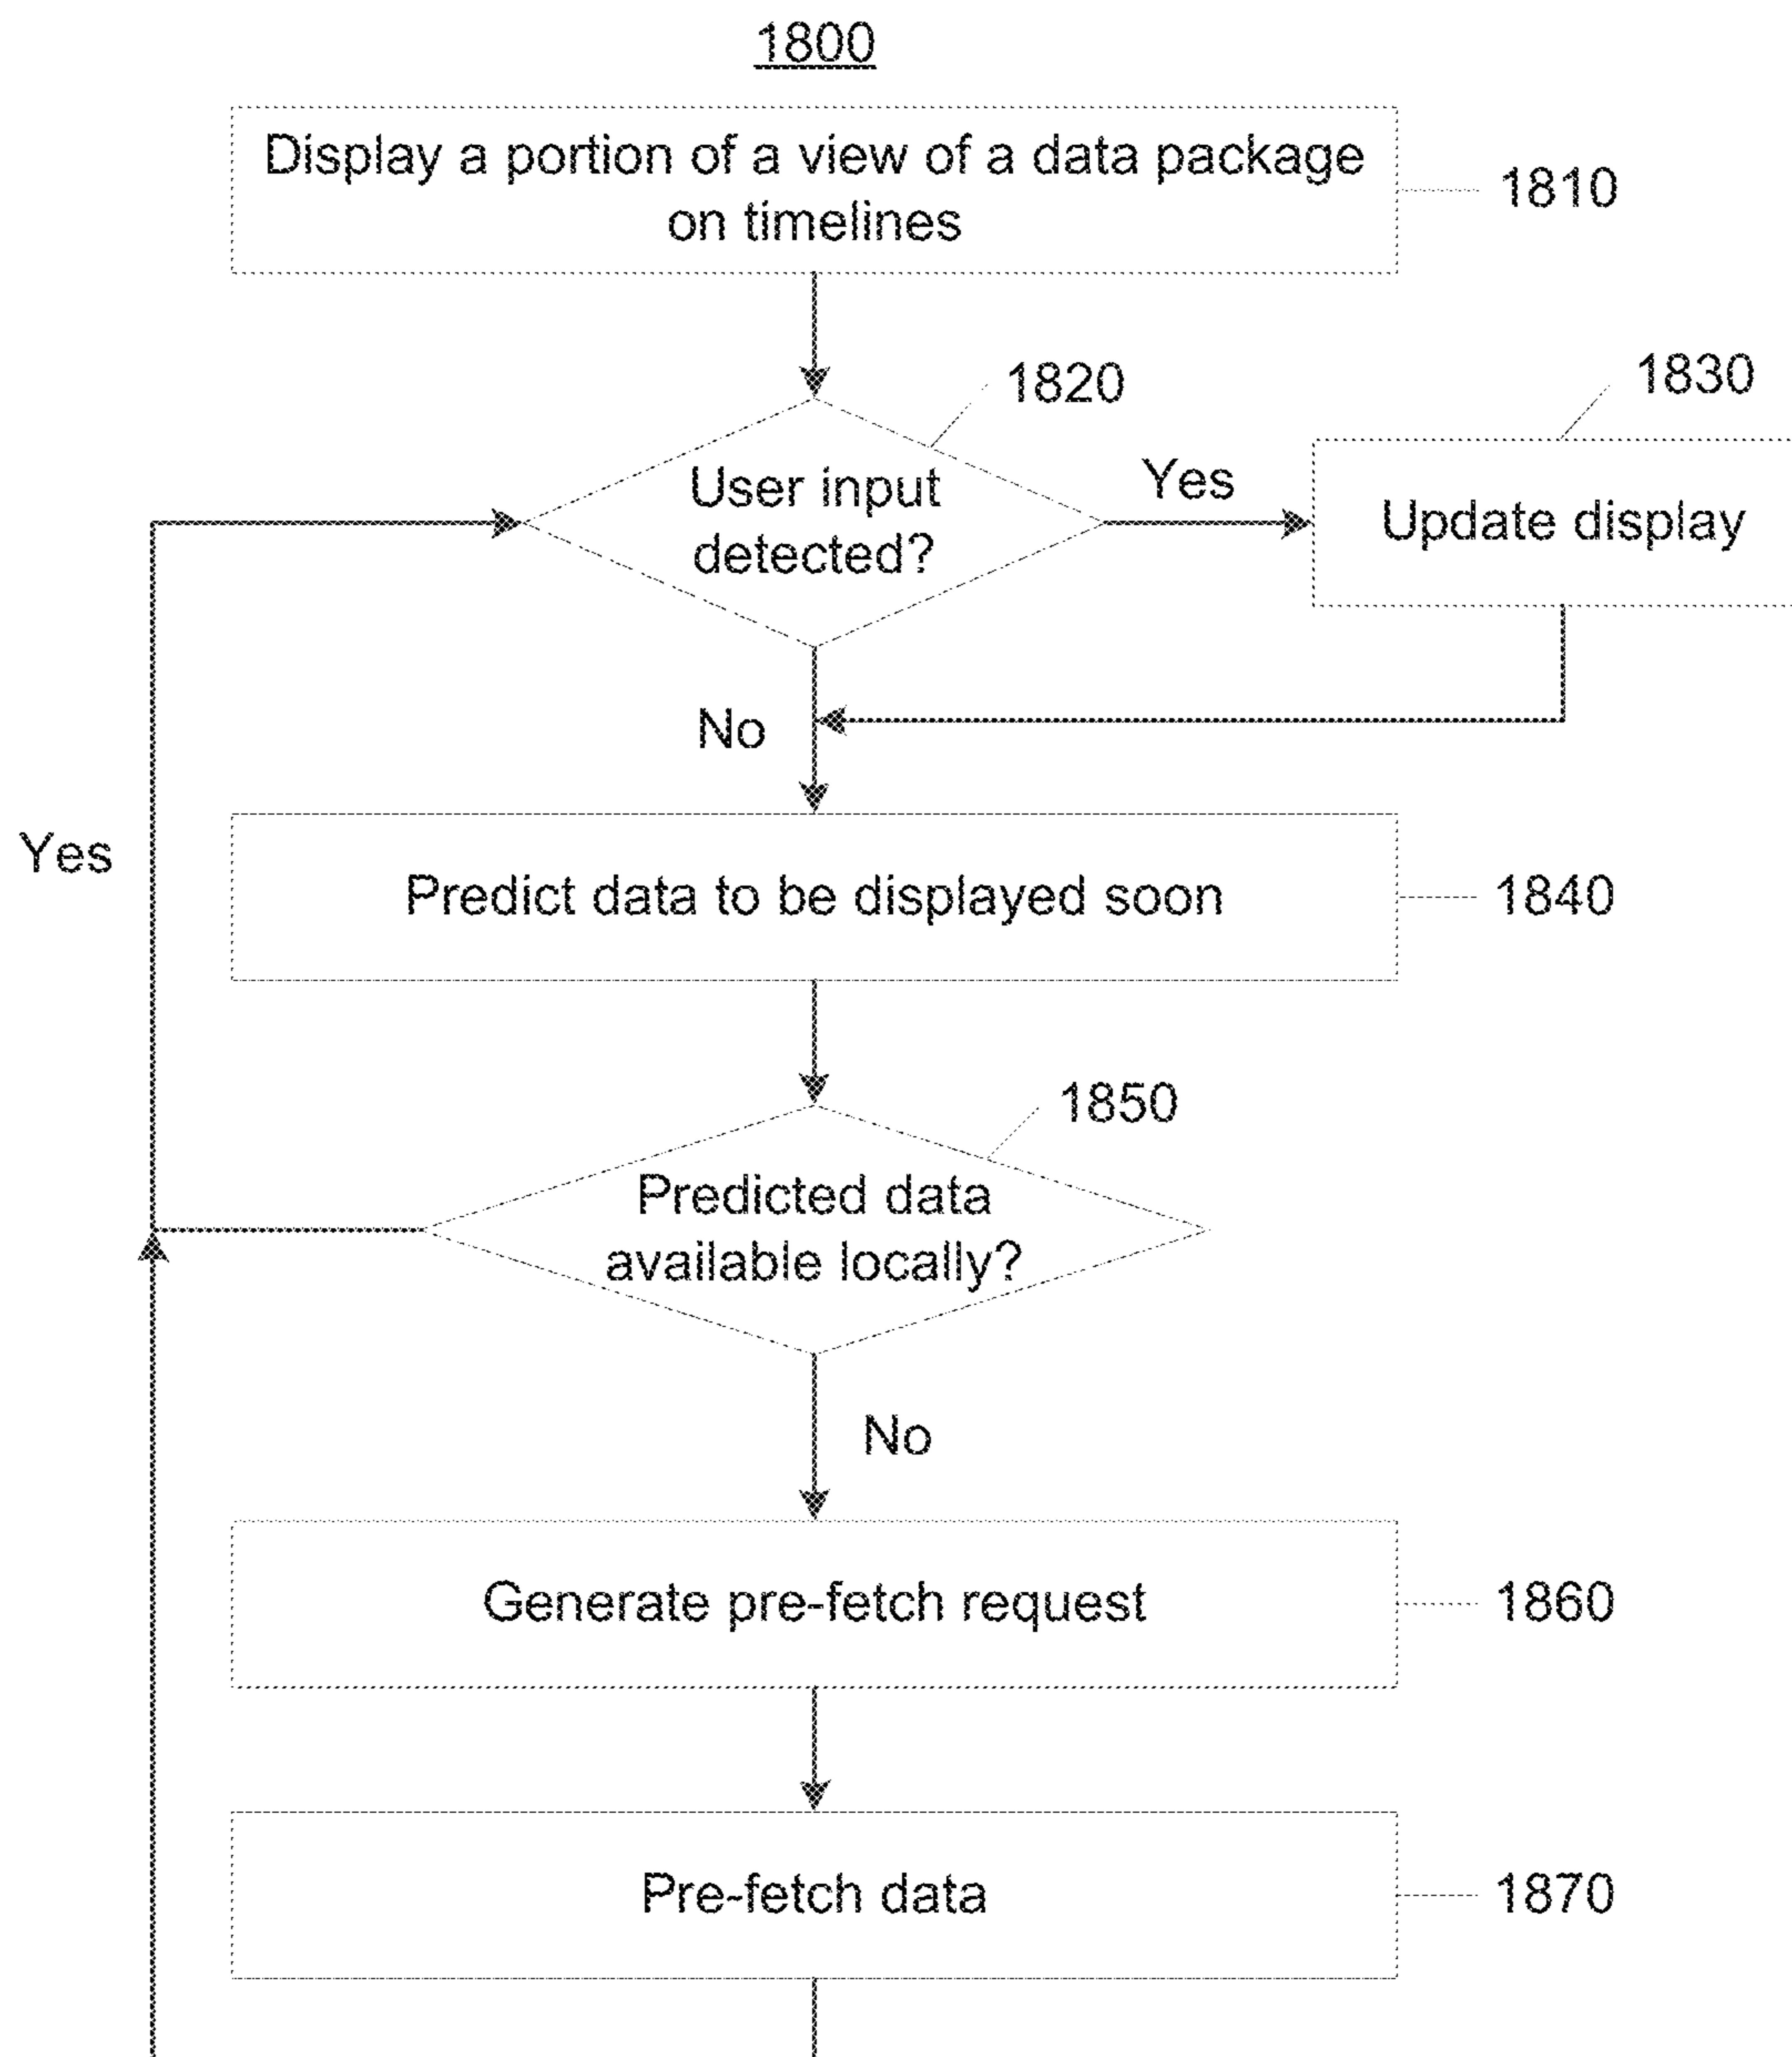 1800
Display a portion of a view of a data package
on timelines
1810
1820
1830
User input
detected?
Yes
Update display
No
Yes
Predict data to be displayed soon
1840
1850
Predicted data
available locally?
No
Generate pre-fetch request
1860
Pre-fetch data
1870